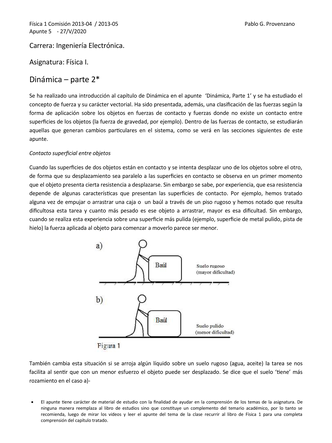 Física 1 Comisión 2013-04 / 2013-05 Pablo G. Provenzano
Apunte 5 - 27/V/2020
Carrera: Ingeniería Electrónica.
Asignatura: Física I.
Dinámica – parte 2*
Se ha realizado una introducción al capítulo de Dinámica en el apunte 'Dinámica, Parte 1' y se ha estudiado el
concepto de fuerza y su carácter vectorial. Ha sido presentada, además, una clasificación de las fuerzas según la
forma de aplicación sobre los objetos en fuerzas de contacto y fuerzas donde no existe un contacto entre
superficies de los objetos (la fuerza de gravedad, por ejemplo). Dentro de las fuerzas de contacto, se estudiarán
aquellas que generan cambios particulares en el sistema, como se verá en las secciones siguientes de este
apunte.
Contacto superficial entre objetos
Cuando las superficies de dos objetos están en contacto y se intenta desplazar uno de los objetos sobre el otro,
de forma que su desplazamiento sea paralelo a las superficies en contacto se observa en un primer momento
que el objeto presenta cierta resistencia a desplazarse. Sin embargo se sabe, por experiencia, que esa resistencia
depende de algunas características que presentan las superficies de contacto. Por ejemplo, hemos tratado
alguna vez de empujar o arrastrar una caja o un baúl a través de un piso rugoso y hemos notado que resulta
dificultosa esta tarea y cuanto más pesado es ese objeto a arrastrar, mayor es esa dificultad. Sin embargo,
cuando se realiza esta experiencia sobre una superficie más pulida (ejemplo, superficie de metal pulido, pista de
hielo) la fuerza aplicada al objeto para comenzar a moverlo parece ser menor.
a)
Baúl
Suelo rugoso
(mayor dificultad)
b)
Baúl
Suelo pulido
(menor dificultad)
Figura 1
También cambia esta situación si se arroja algún líquido sobre un suelo rugoso (agua, aceite) la tarea se nos
facilita al sentir que con un menor esfuerzo el objeto puede ser desplazado. Se dice que el suelo 'tiene' más
rozamiento en el caso a)-
• El apunte tiene carácter de material de estudio con la finalidad de ayudar en la comprensión de los temas de la asignatura. De
ninguna manera reemplaza al libro de estudios sino que constituye un complemento del temario académico, por lo tanto se
recomienda, luego de mirar los videos y leer el apunte del tema de la clase recurrir al libro de Física 1 para una completa
comprensión del capítulo tratado.